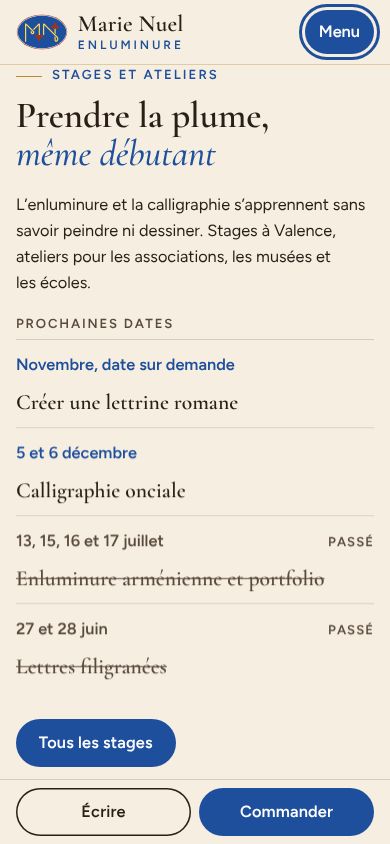 MN
Marie Nuel
ENLUMINURE
Menu
STAGES ET ATELIERS
Prendre la plume,
même débutant
L’enluminure et la calligraphie s’apprennent sans
savoir peindre ni dessiner. Stages à Valence,
ateliers pour les associations, les musées et
les écoles.
PROCHAINES DATES
Novembre, date sur demande
Créer une lettrine romane
5 et 6 décembre
Calligraphie onciale
13, 15, 16 et 17 juillet
PASSÉ
Enluminure arménienne et portfolio
27 et 28 juin
PASSÉ
Lettres filigranées
Tous les stages
Écrire
Commander